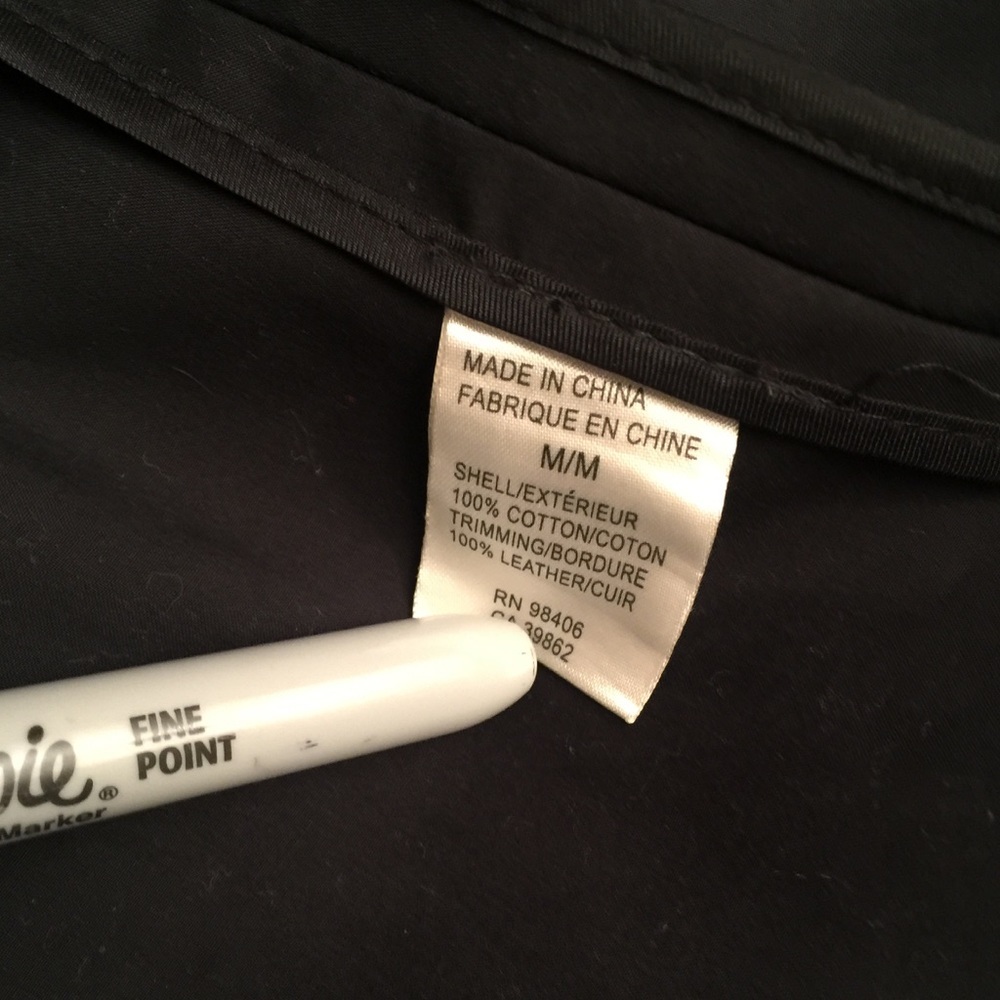 MADE IN CHINA
FABRIQUE EN CHINE
M/M
SHELL/EXTÉRIEUR
100% COTTON/COTON
TRIMMING/BORDURE
100% LEATHER/CUIR
RN 98406
CA 39862
pie®
FINE
POINT
Marker